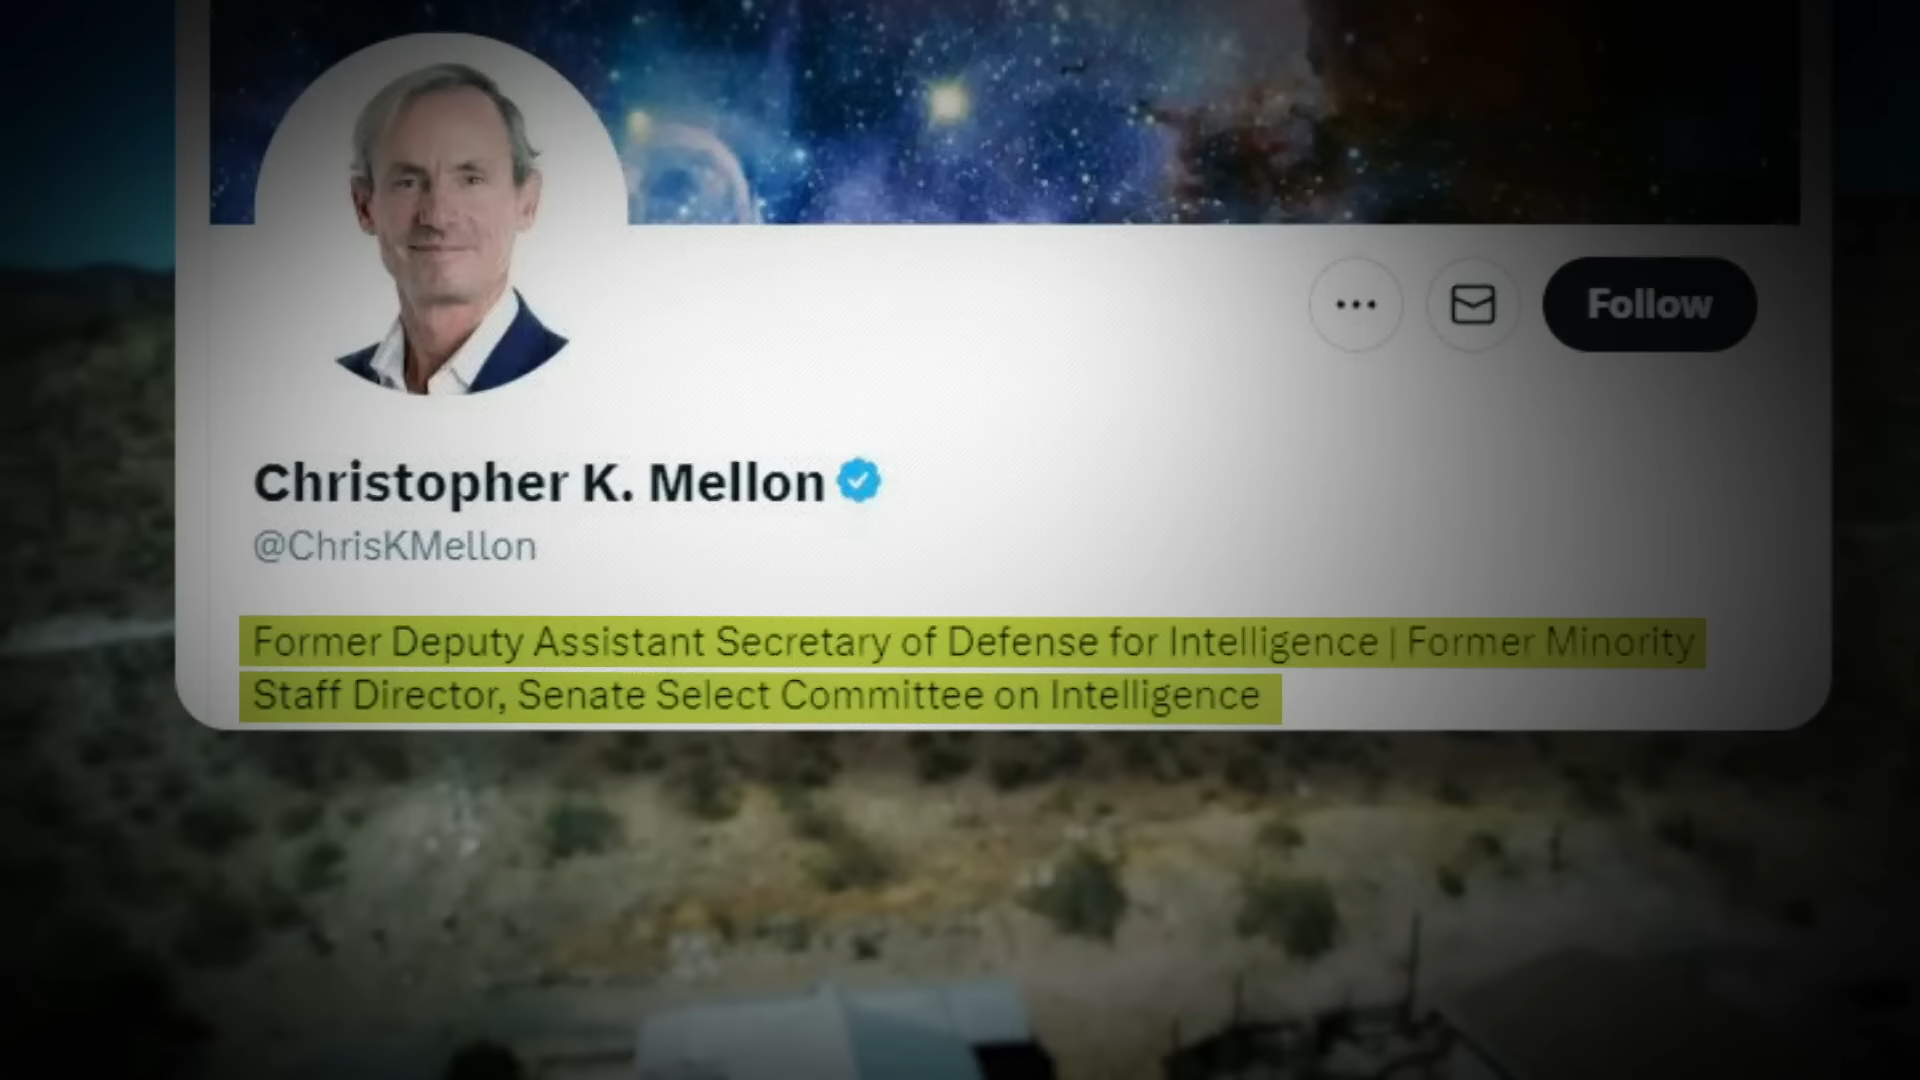 Follow
Christopher K. Mellon
@ChrisKMellon
Former Deputy Assistant Secretary of Defense for Intelligence | Former Minority
Staff Director, Senate Select Committee on Intelligence